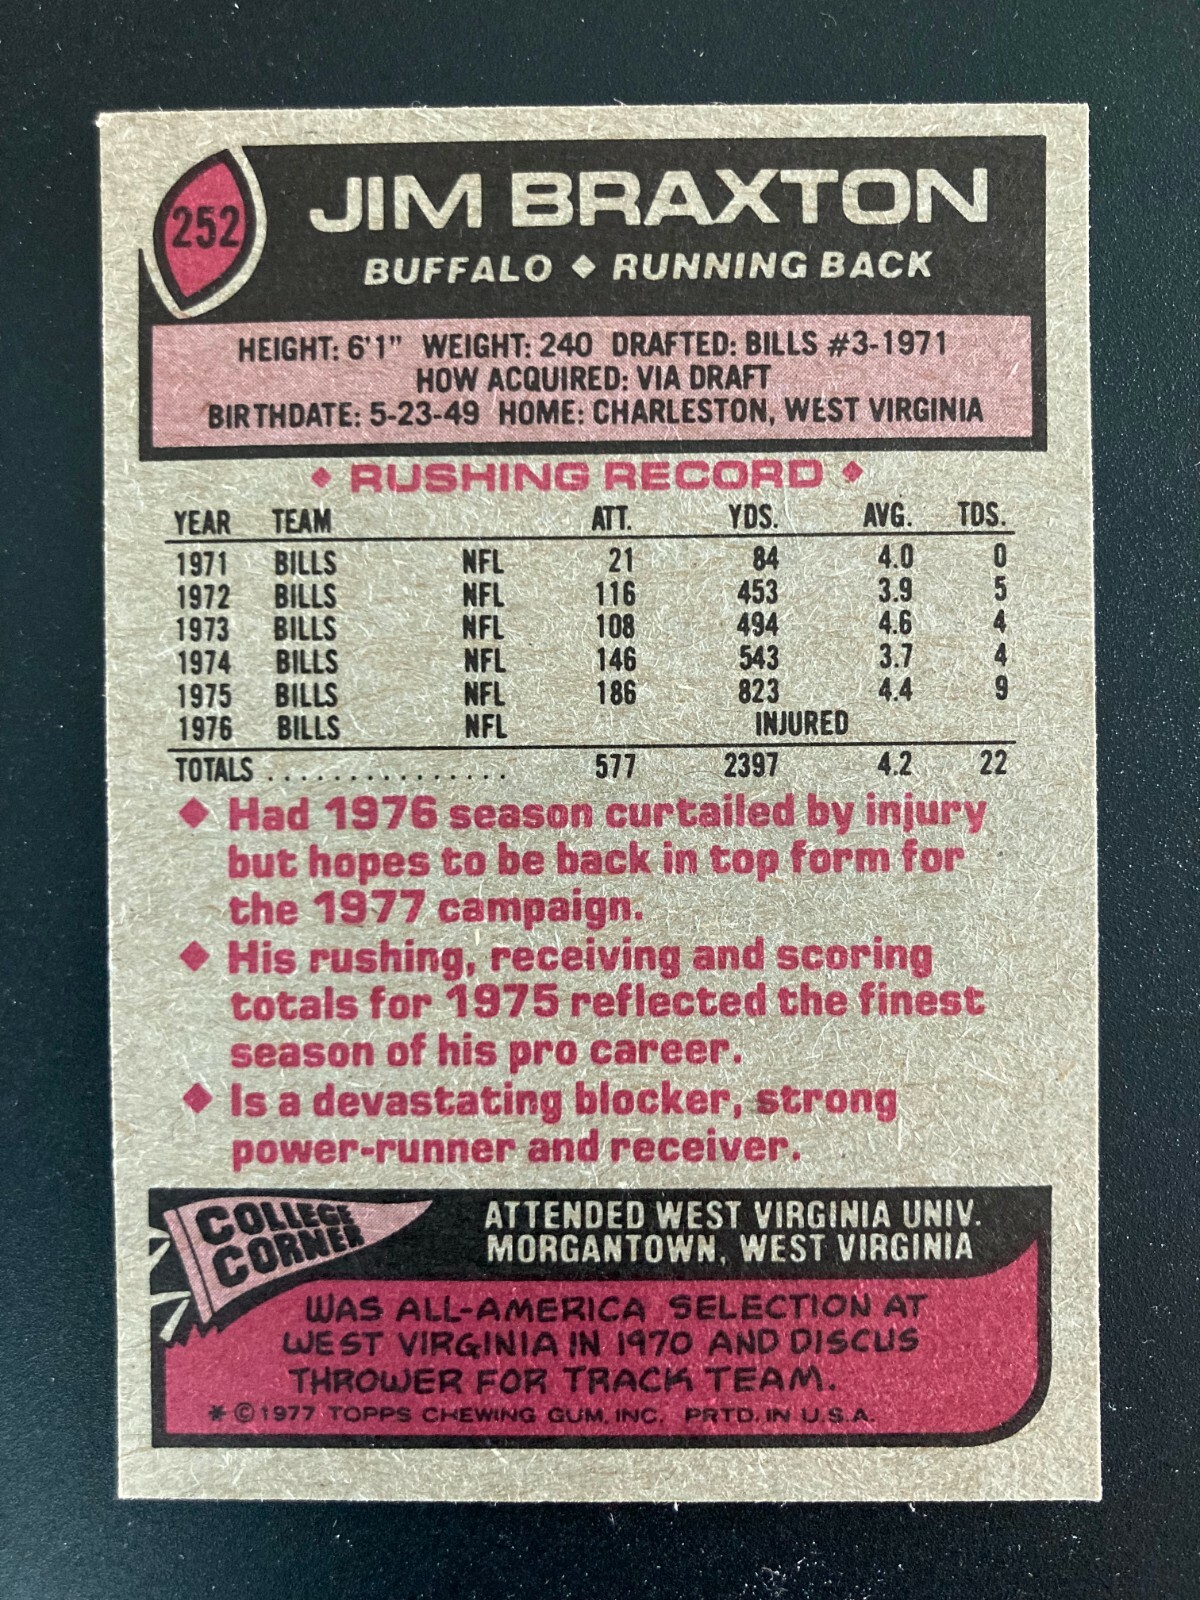 252
JIM BRAXTON
BUFFALO ◆ RUNNING BACK
HEIGHT: 6'1" WEIGHT: 240 DRAFTED: BILLS #3-1971
HOW ACQUIRED: VIA DRAFT
BIRTHDATE: 5-23-49 HOME: CHARLESTON, WEST VIRGINIA
◆ RUSHING RECORD ◆
YEAR TEAM ATT. YDS. AVG. TDS.
1971 BILLS NFL 21 84 4.0 0
1972 BILLS NFL 116 453 3.9 5
1973 BILLS NFL 108 494 4.6 4
1974 BILLS NFL 146 543 3.7 4
1975 BILLS NFL 186 823 4.4 9
1976 BILLS NFL INJURED
TOTALS ............... 577 2397 4.2 22
◆ Had 1976 season curtailed by injury
but hopes to be back in top form for
the 1977 campaign.
◆ His rushing, receiving and scoring
totals for 1975 reflected the finest
season of his pro career.
◆ Is a devastating blocker, strong
power-runner and receiver.
COLLEGE
CORNER
ATTENDED WEST VIRGINIA UNIV.
MORGANTOWN, WEST VIRGINIA
WAS ALL-AMERICA SELECTION AT
WEST VIRGINIA IN 1970 AND DISCUS
THROWER FOR TRACK TEAM.
* © 1977 TOPPS CHEWING GUM, INC. PRTD. IN U.S.A.